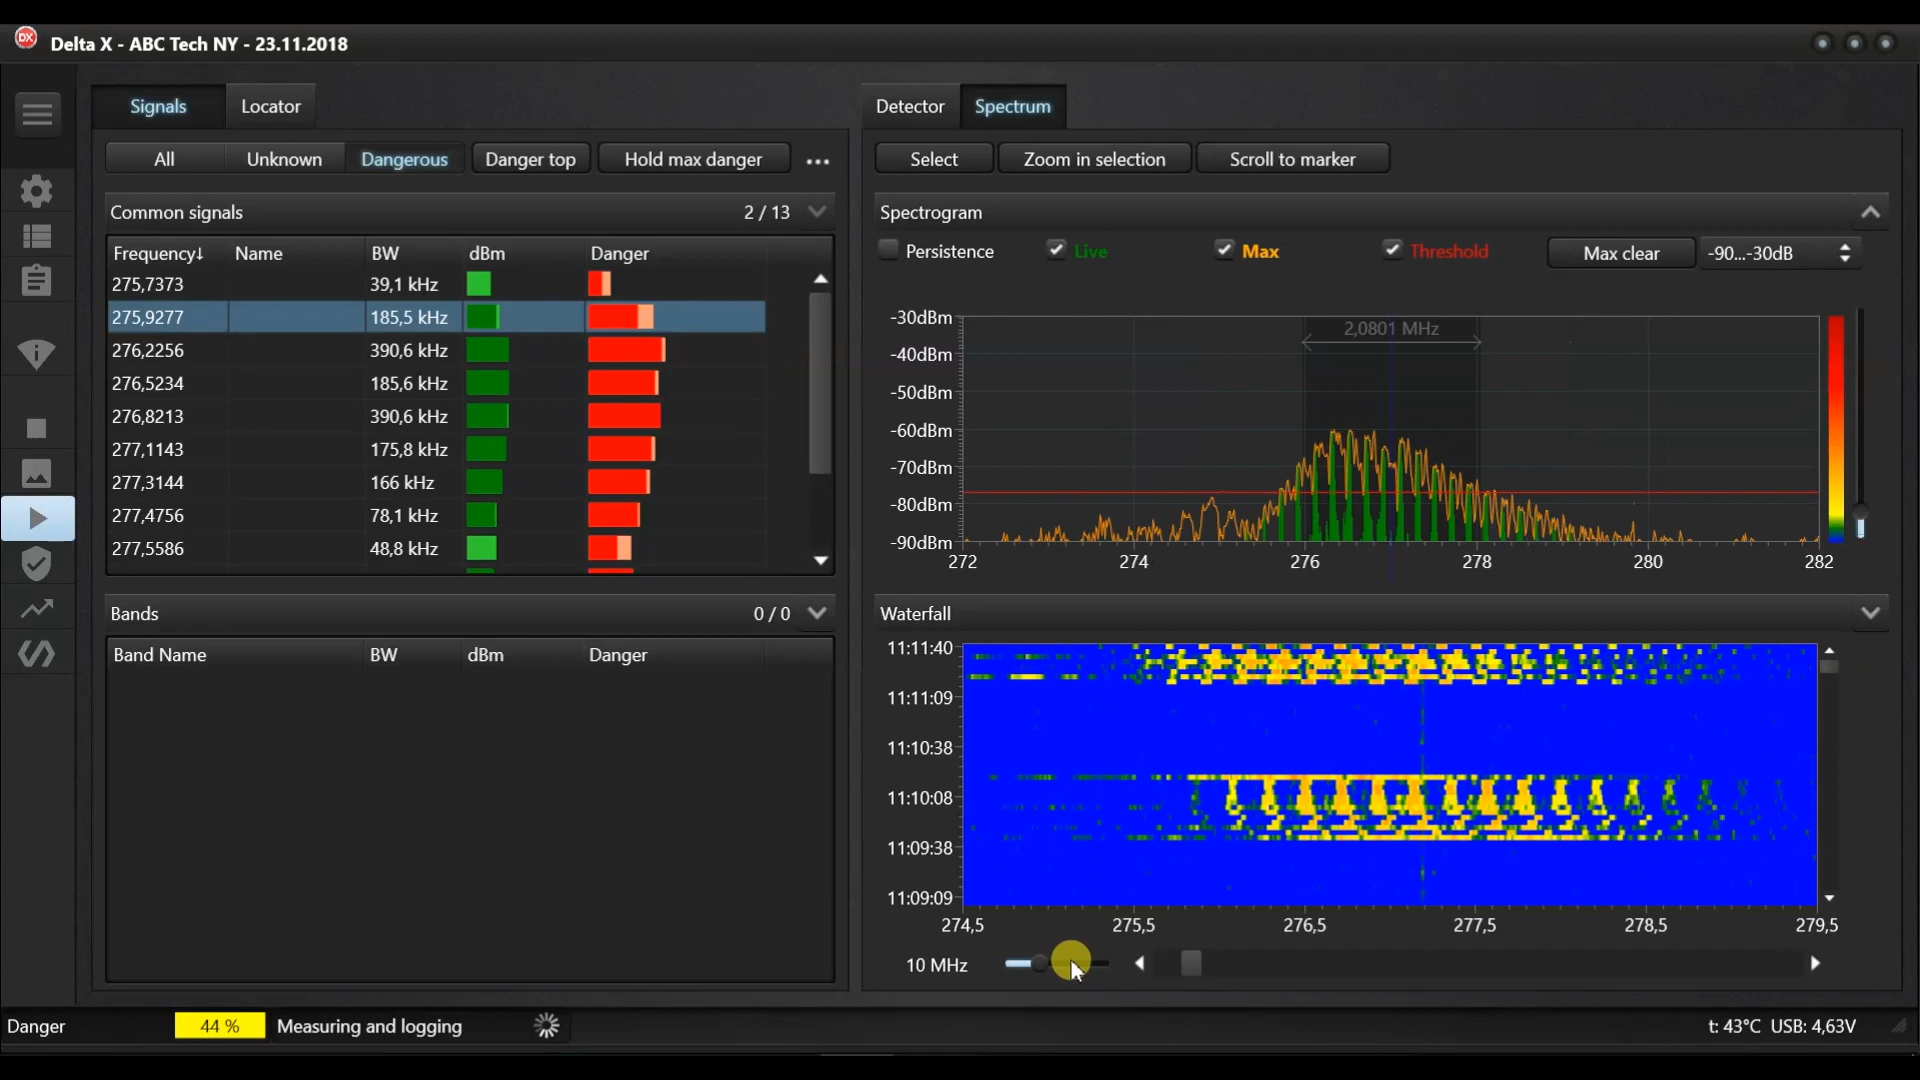 DX Delta X - ABC Tech NY - 23.11.2018
Signals Locator
All Unknown Dangerous Danger top Hold max danger ...
Common signals 2 / 13
Frequency↓ Name BW dBm Danger
275,7373 39,1 kHz
275,9277 185,5 kHz
276,2256 390,6 kHz
276,5234 185,6 kHz
276,8213 390,6 kHz
277,1143 175,8 kHz
277,3144 166 kHz
277,4756 78,1 kHz
277,5586 48,8 kHz
Bands 0 / 0
Band Name BW dBm Danger
Detector Spectrum
Select Zoom in selection Scroll to marker
Spectrogram
Persistence Live Max Threshold Max clear -90...-30dB
2,0801 MHz
-30dBm
-40dBm
-50dBm
-60dBm
-70dBm
-80dBm
-90dBm
272 274 276 278 280 282
Waterfall
11:11:40
11:11:09
11:10:38
11:10:08
11:09:38
11:09:09
274,5 275,5 276,5 277,5 278,5 279,5
10 MHz
Danger 44 % Measuring and logging t: 43°C USB: 4,63V